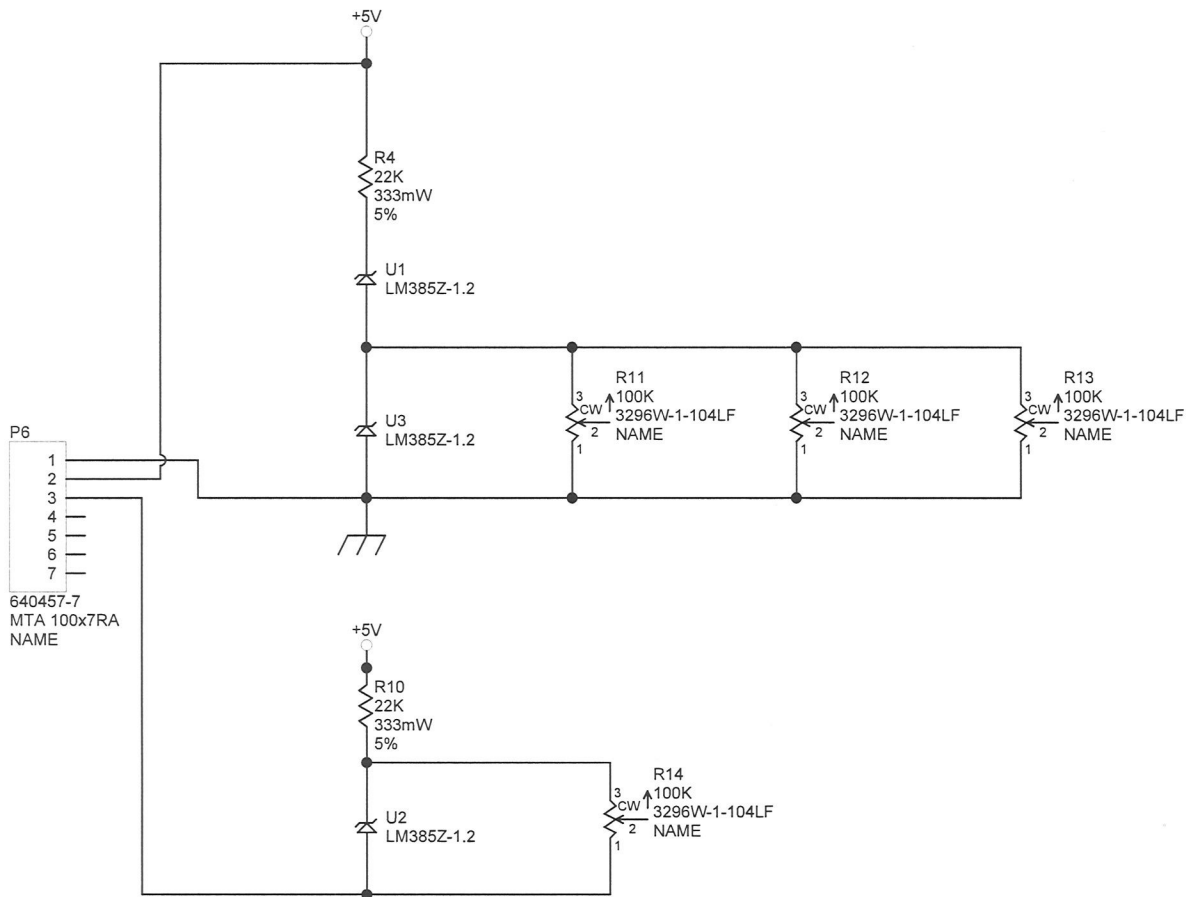 +5V
R4
22K
333mW
5%
U1
LM385Z-1.2
U3
LM385Z-1.2
R11
100K
3296W-1-104LF
NAME
3
CW
2
1
R12
100K
3296W-1-104LF
NAME
3
CW
2
1
R13
100K
3296W-1-104LF
NAME
3
CW
2
1
P6
1
2
3
4
5
6
7
640457-7
MTA 100x7RA
NAME
+5V
R10
22K
333mW
5%
U2
LM385Z-1.2
R14
100K
3296W-1-104LF
NAME
3
CW
2
1